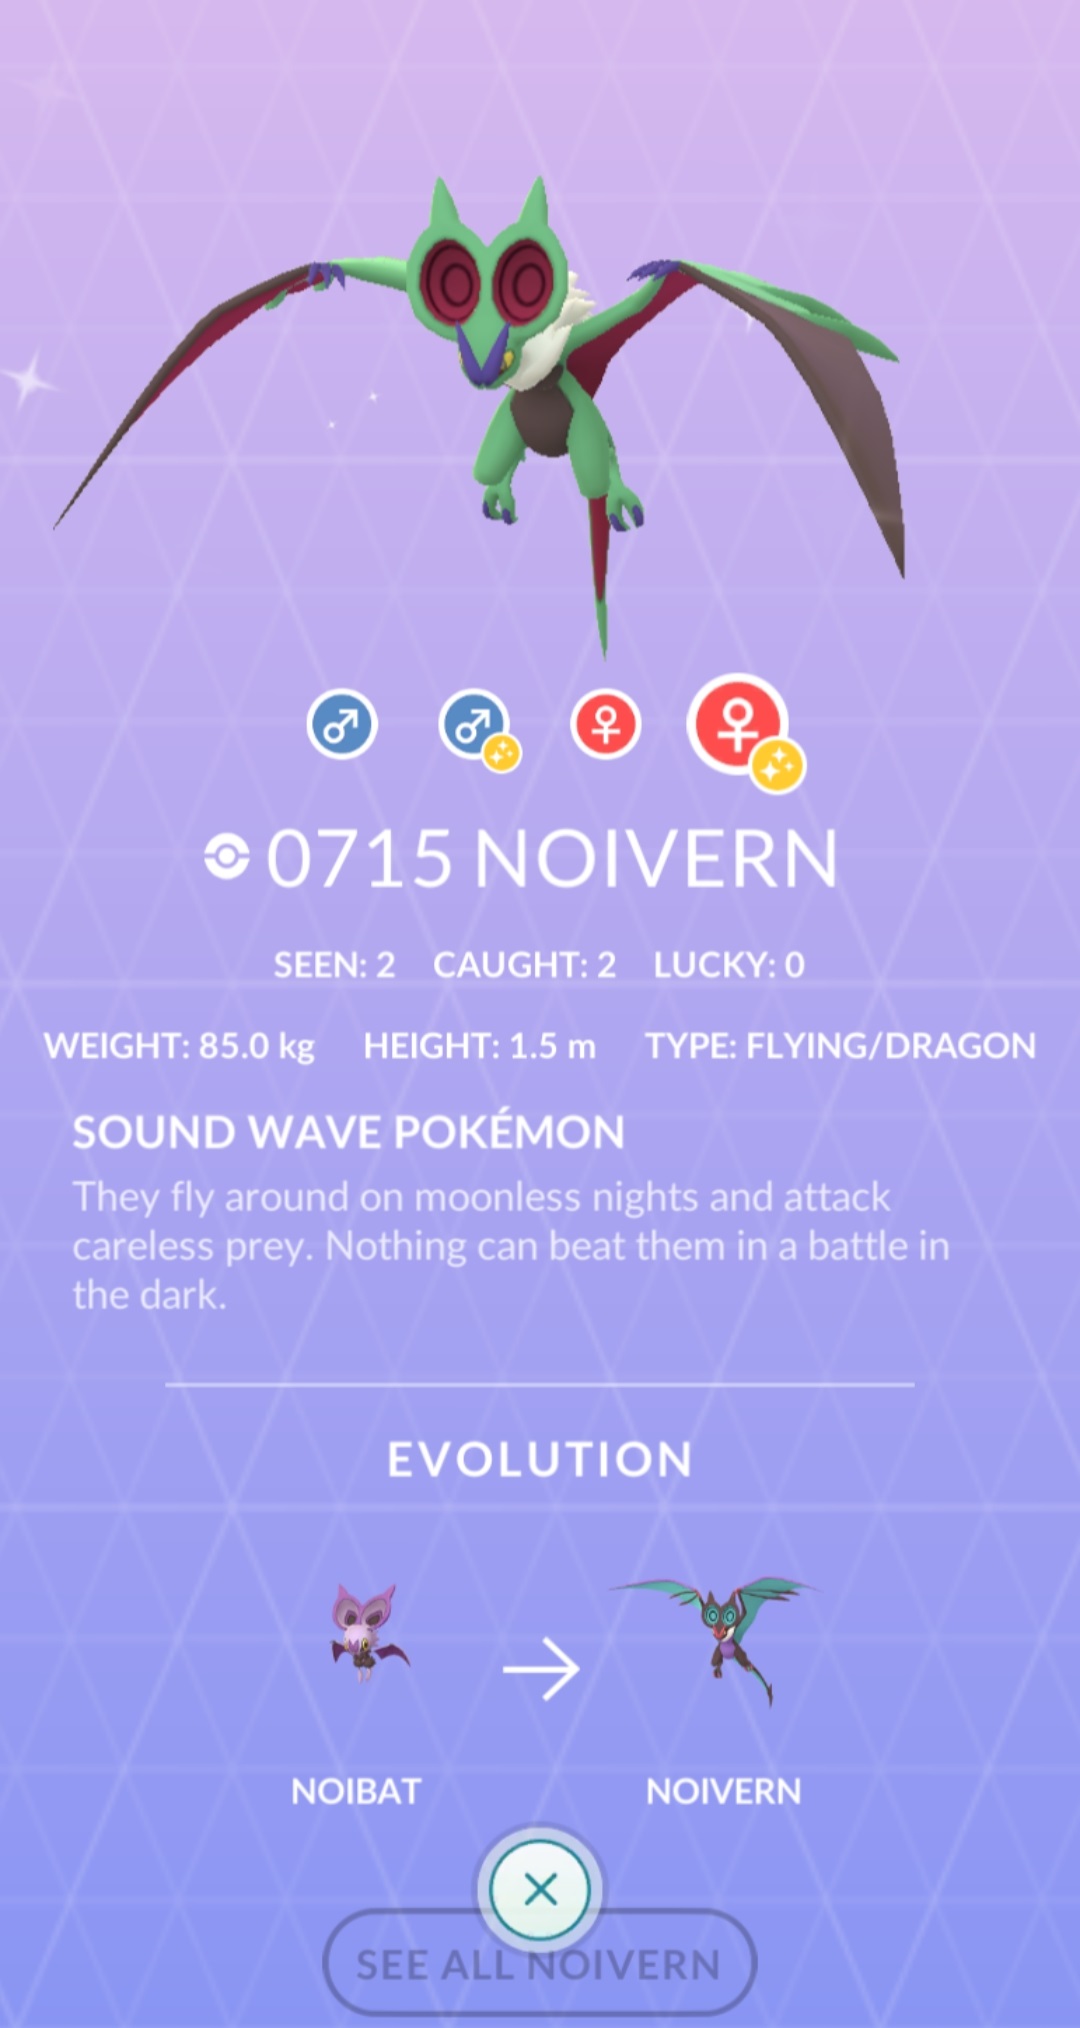 0715 NOIVERN
SEEN: 2 CAUGHT: 2 LUCKY: 0
WEIGHT: 85.0 kg HEIGHT: 1.5 m TYPE: FLYING/DRAGON
SOUND WAVE POKÉMON
They fly around on moonless nights and attack
careless prey. Nothing can beat them in a battle in
the dark.
EVOLUTION
NOIBAT NOIVERN
SEE ALL NOIVERN